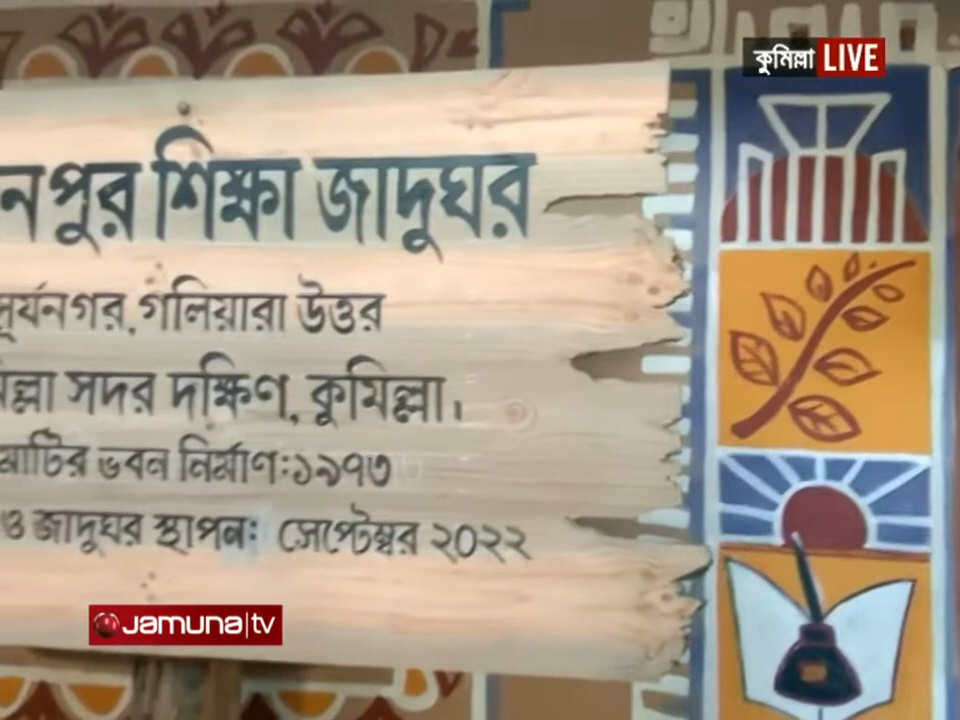 কুমিল্লা LIVE
নপুর শিক্ষা জাদুঘর
সূর্যনগর, গলিয়ারা উত্তর
মিল্লা সদর দক্ষিণ, কুমিল্লা।
মাটির ভবন নির্মাণ:১৯৭৩
ও জাদুঘর স্থাপন: সেপ্টেম্বর ২০২২
Jamuna|tv